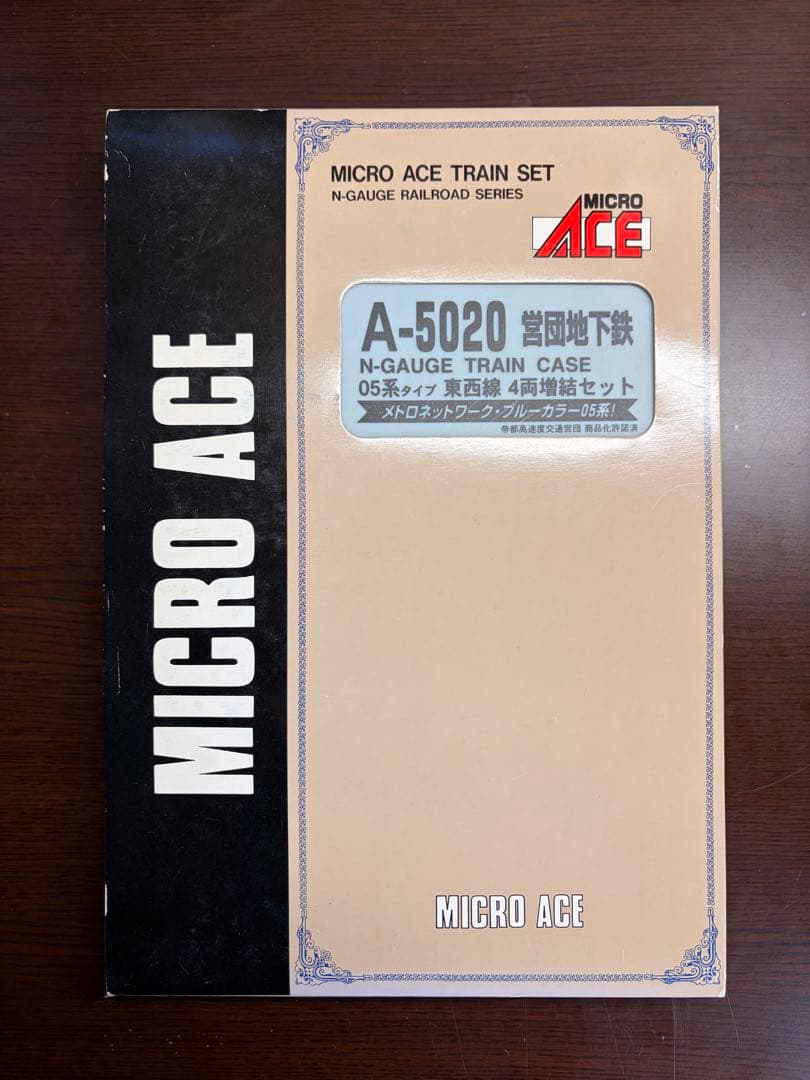 MICRO ACE
MICRO ACE TRAIN SET
N-GAUGE RAILROAD SERIES
MICRO
ACE
A-5020 営団地下鉄
N-GAUGE TRAIN CASE
05系タイプ 東西線 4両増結セット
メトロネットワーク・ブルーカラー05系!
帝都高速度交通営団 商品化許諾済
MICRO ACE